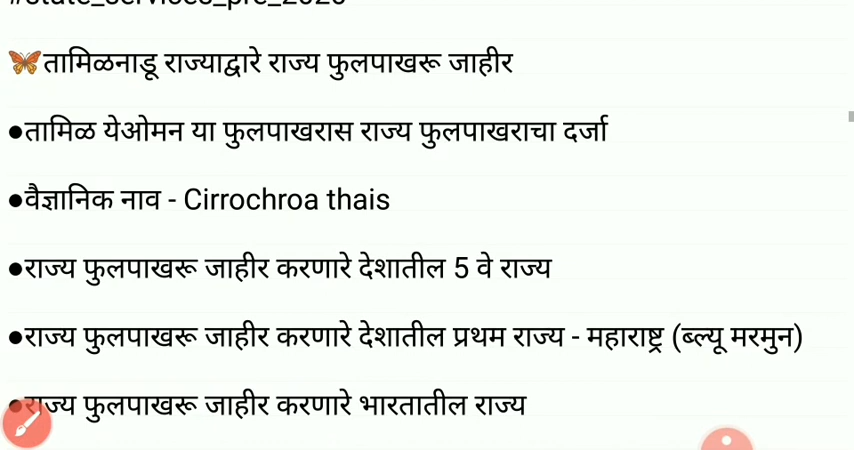 #state_services_pre_2020
🦋तामिळनाडू राज्याद्वारे राज्य फुलपाखरू जाहीर
●तामिळ येओमन या फुलपाखरास राज्य फुलपाखराचा दर्जा
●वैज्ञानिक नाव - Cirrochroa thais
●राज्य फुलपाखरू जाहीर करणारे देशातील 5 वे राज्य
●राज्य फुलपाखरू जाहीर करणारे देशातील प्रथम राज्य - महाराष्ट्र (ब्ल्यू मरमुन)
●राज्य फुलपाखरू जाहीर करणारे भारतातील राज्य